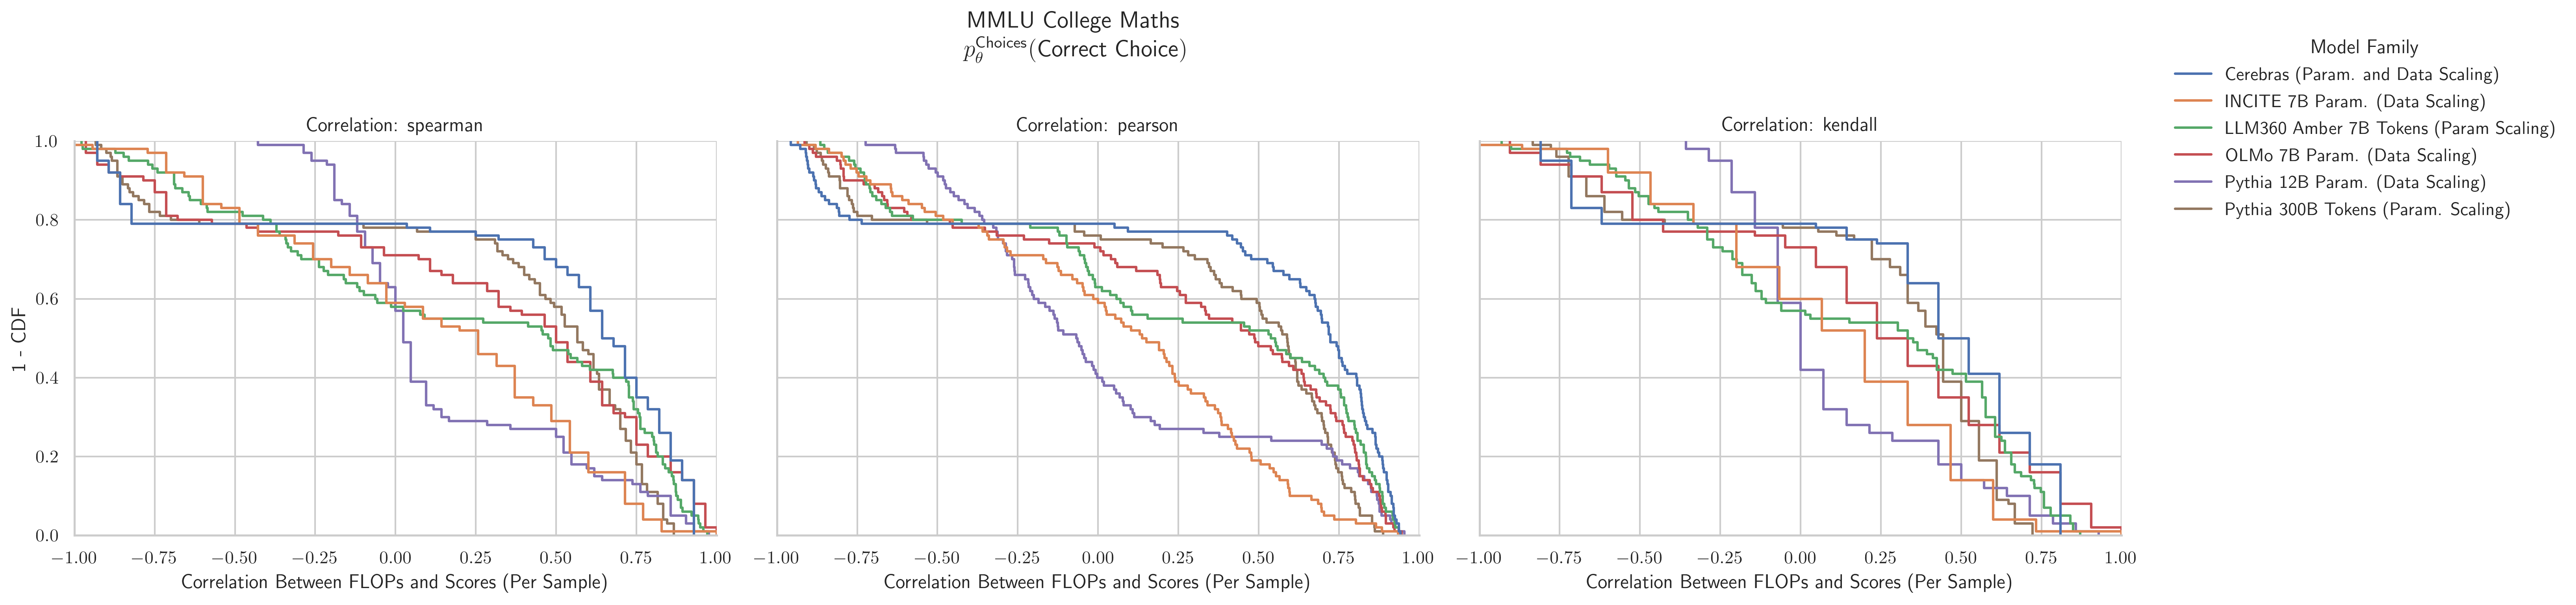 MMLU College Maths
p_θ^Choices(Correct Choice)
Model Family
Cerebras (Param. and Data Scaling)
INCITE 7B Param. (Data Scaling)
LLM360 Amber 7B Tokens (Param Scaling)
OLMo 7B Param. (Data Scaling)
Pythia 12B Param. (Data Scaling)
Pythia 300B Tokens (Param. Scaling)
Correlation: spearman
1 - CDF
1.0
0.8
0.6
0.4
0.2
0.0
−1.00 −0.75 −0.50 −0.25 0.00 0.25 0.50 0.75 1.00
Correlation Between FLOPs and Scores (Per Sample)
Correlation: pearson
−1.00 −0.75 −0.50 −0.25 0.00 0.25 0.50 0.75 1.00
Correlation Between FLOPs and Scores (Per Sample)
Correlation: kendall
−1.00 −0.75 −0.50 −0.25 0.00 0.25 0.50 0.75 1.00
Correlation Between FLOPs and Scores (Per Sample)